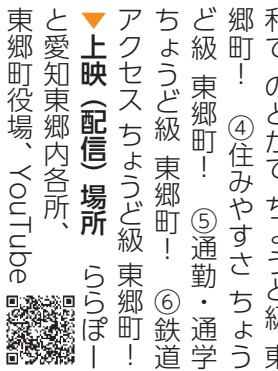 和で のどかで ちょうど級 東
郷町! ④住みやすさ ちょう
ど級 東郷町! ⑤通勤・通学
ちょうど級 東郷町! ⑥鉄道
アクセス ちょうど級 東郷町!
▼上映(配信)場所 ららぽー
と愛知東郷内各所、
東郷町役場、YouTube